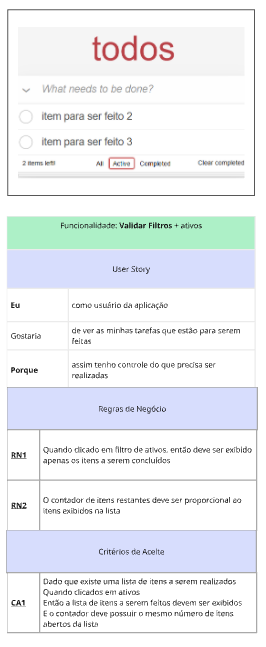 todos
What needs to be done?
item para ser feito 2
item para ser feito 3
2 items left!
All
Active
Completed
Clear completed
Funcionalidade: Validar Filtros + ativos
User Story
Eu
como usuário da aplicação
Gostaria
de ver as minhas tarefas que estão para serem
feitas
Porque
assim tenho controle do que precisa ser
realizadas
Regras de Negócio
RN1
Quando clicado em filtro de ativos, então deve ser exibido
apenas os itens a serem concluídos
RN2
O contador de itens restantes deve ser proporcional ao
itens exibidos na lista
Critérios de Aceite
CA1
Dado que existe uma lista de itens a serem realizados
Quando clicados em ativos
Então a lista de itens a serem feitas devem ser exibidos
E o contador deve possuir o mesmo número de itens
abertos da lista